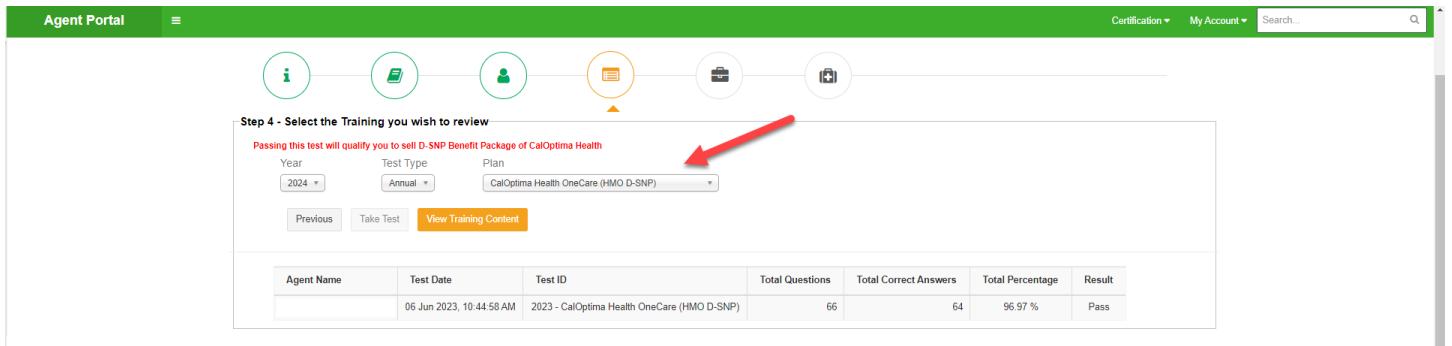 Agent Portal
Certification
My Account
Search...
Step 4 - Select the Training you wish to review
Passing this test will qualify you to sell D-SNP Benefit Package of CalOptima Health
Year Test Type Plan
2024 Annual CalOptima Health OneCare (HMO D-SNP)
Previous Take Test View Training Content
Agent Name Test Date Test ID Total Questions Total Correct Answers Total Percentage Result
06 Jun 2023, 10:44:58 AM 2023 - CalOptima Health OneCare (HMO D-SNP) 66 64 96.97 % Pass